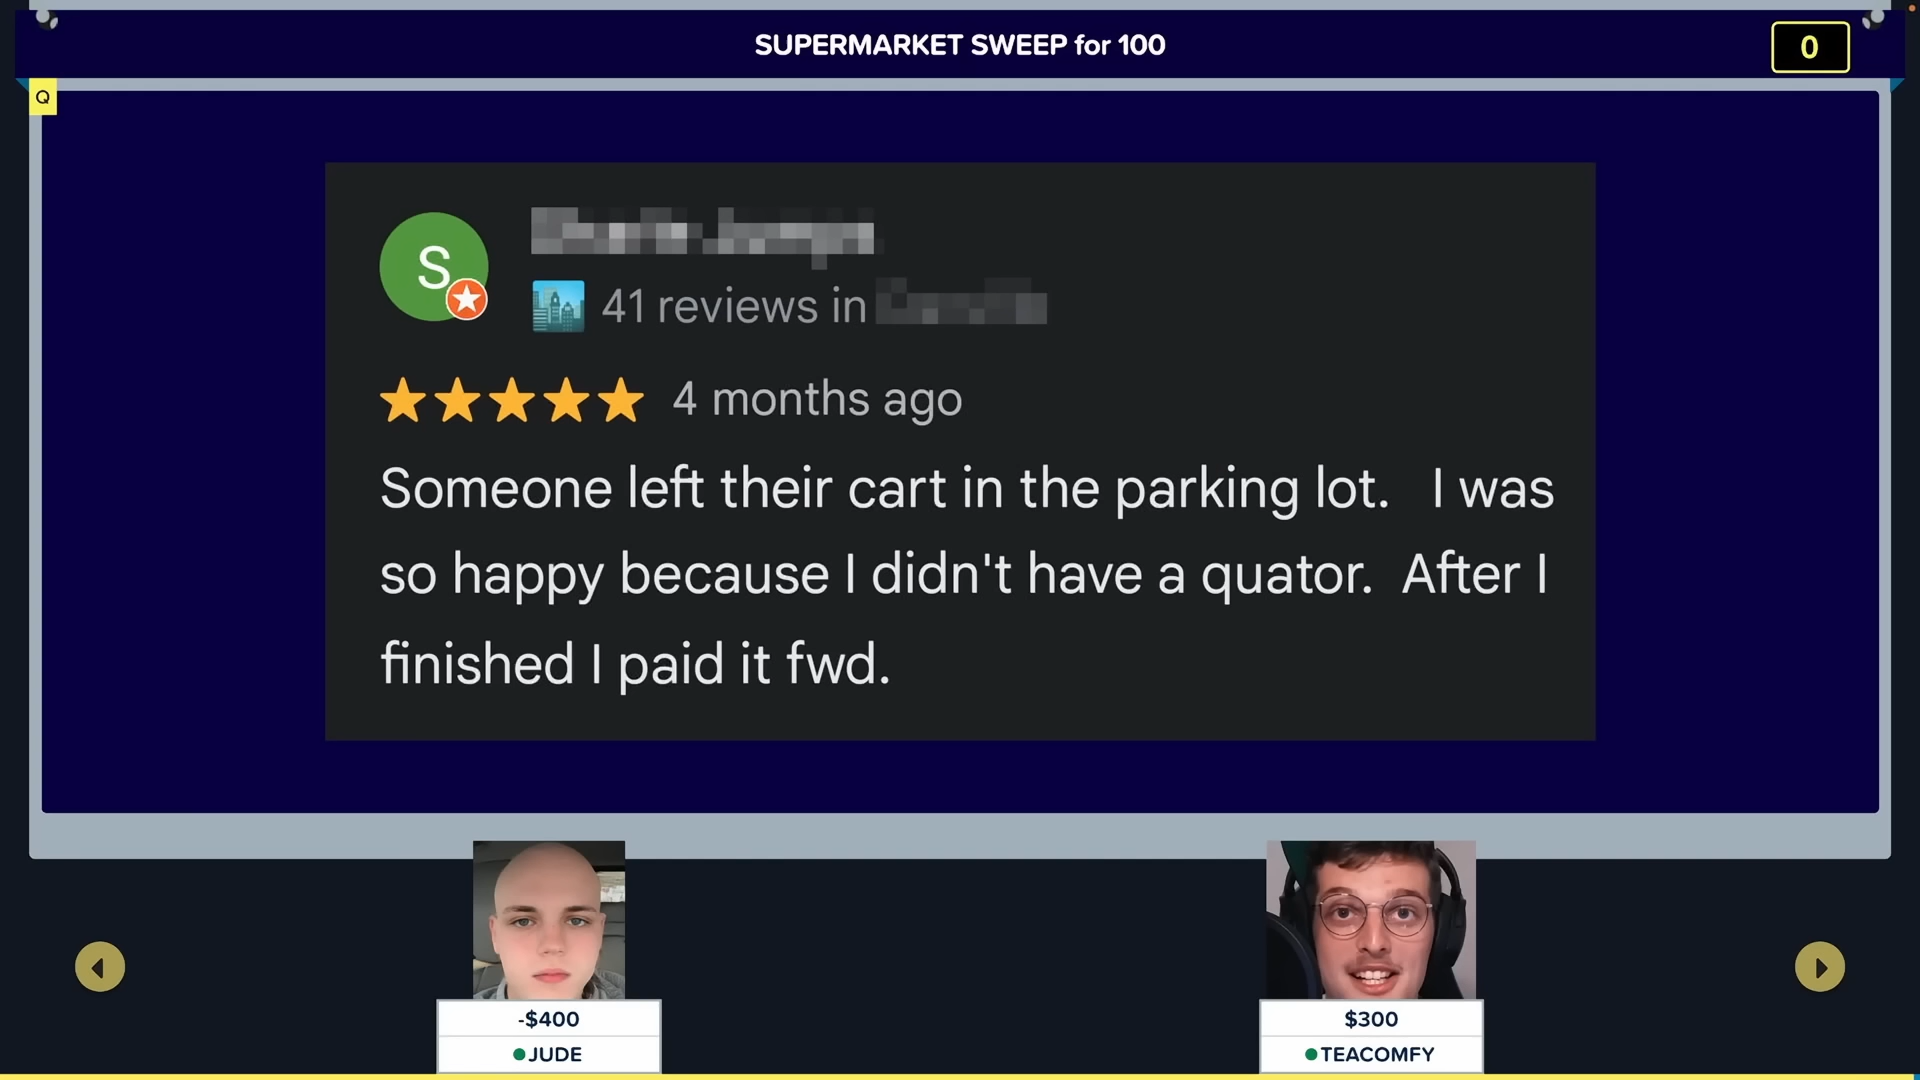 SUPERMARKET SWEEP for 100
0
Q
S
41 reviews in
4 months ago
Someone left their cart in the parking lot.   I was
so happy because I didn't have a quator.  After I
finished I paid it fwd.
-$400
$300
JUDE
TEACOMFY